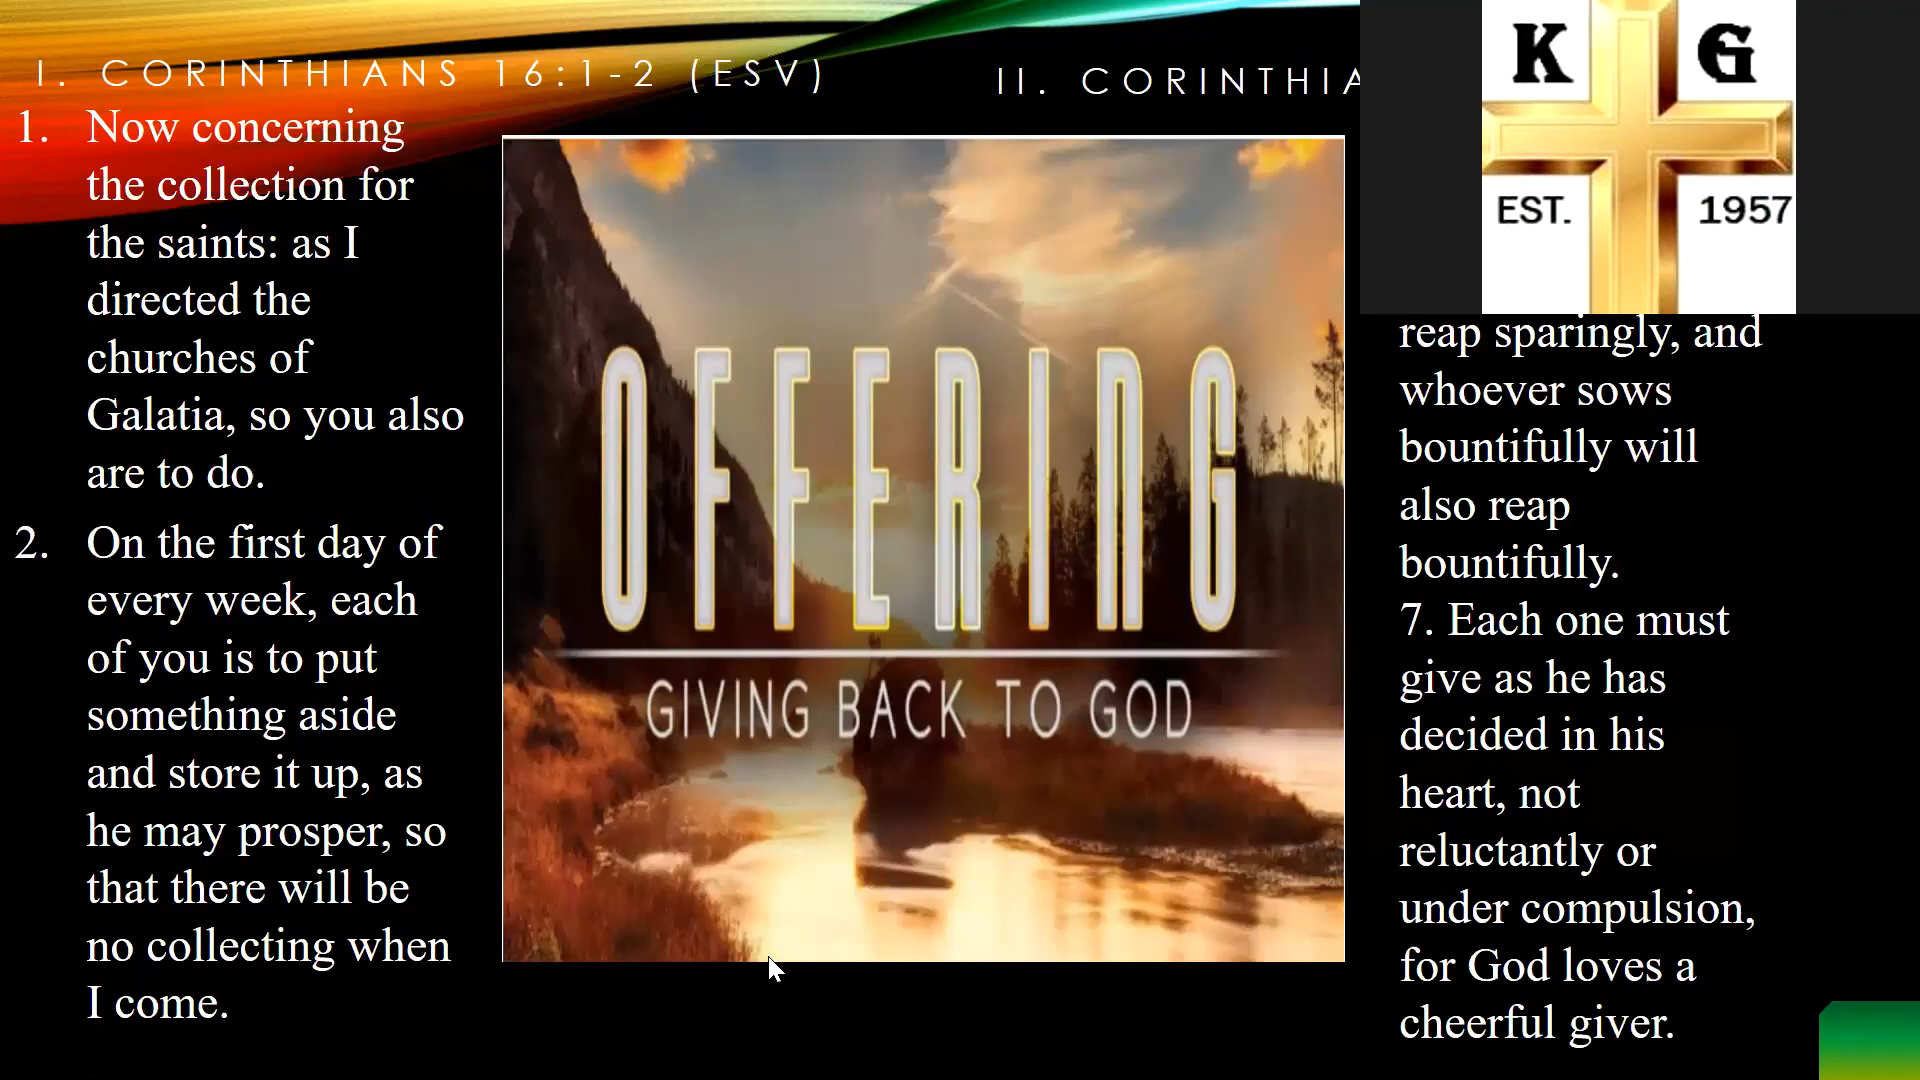 I. CORINTHIANS 16:1-2 (ESV)
1. Now concerning
the collection for
the saints: as I
directed the
churches of
Galatia, so you also
are to do.
2. On the first day of
every week, each
of you is to put
something aside
and store it up, as
he may prosper, so
that there will be
no collecting when
I come.
OFFERING
GIVING BACK TO GOD
II. CORINTHIA
K G
EST. 1957
reap sparingly, and
whoever sows
bountifully will
also reap
bountifully.
7. Each one must
give as he has
decided in his
heart, not
reluctantly or
under compulsion,
for God loves a
cheerful giver.